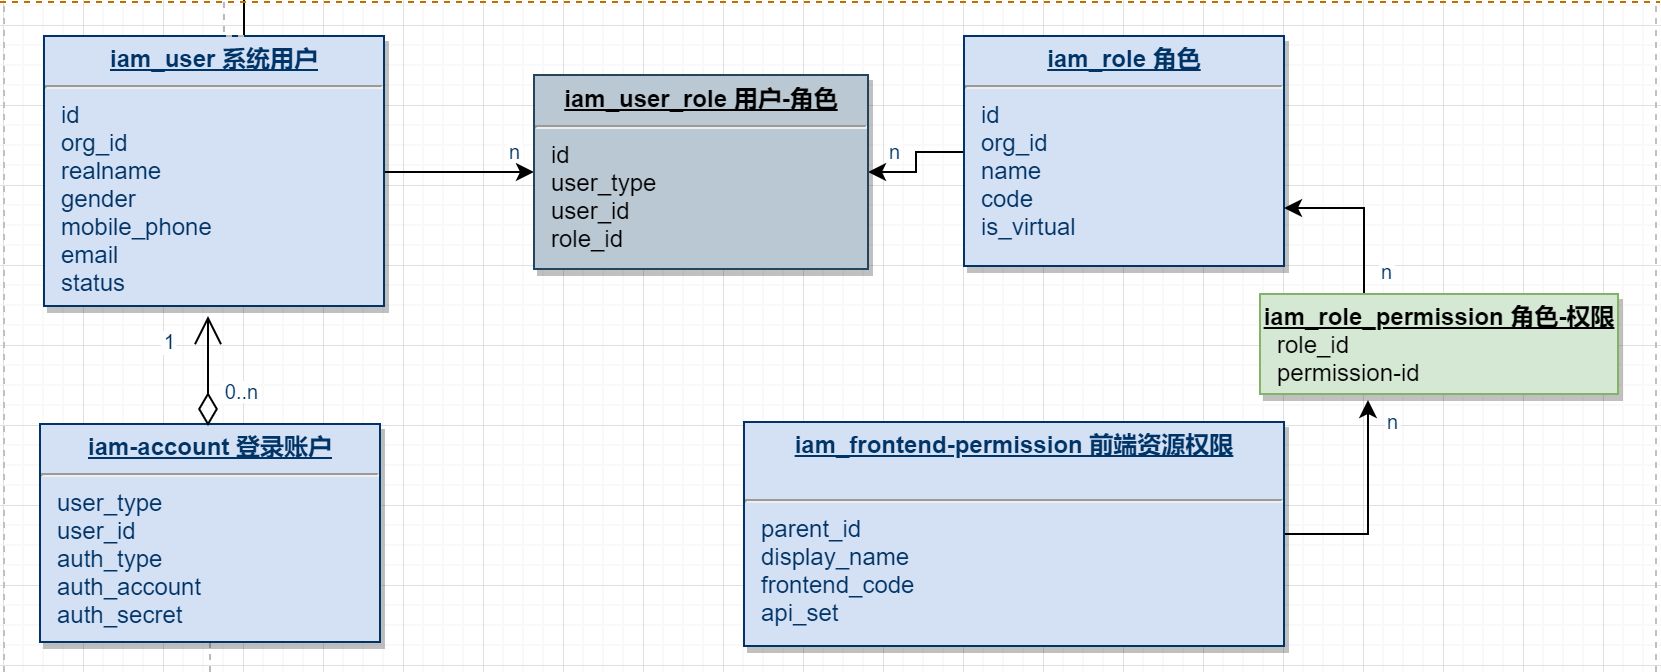 iam_user 系统用户
id
org_id
realname
gender
mobile_phone
email
status
n
iam_user_role 用户-角色
id
user_type
user_id
role_id
n
iam_role 角色
id
org_id
name
code
is_virtual
n
iam_role_permission 角色-权限
role_id
permission-id
n
1
0..n
iam-account 登录账户
user_type
user_id
auth_type
auth_account
auth_secret
iam_frontend-permission 前端资源权限
parent_id
display_name
frontend_code
api_set